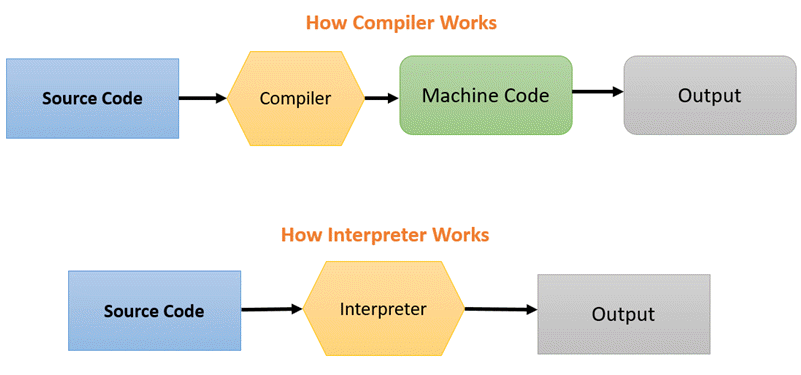 How Compiler Works
Source Code
Compiler
Machine Code
Output
How Interpreter Works
Source Code
Interpreter
Output